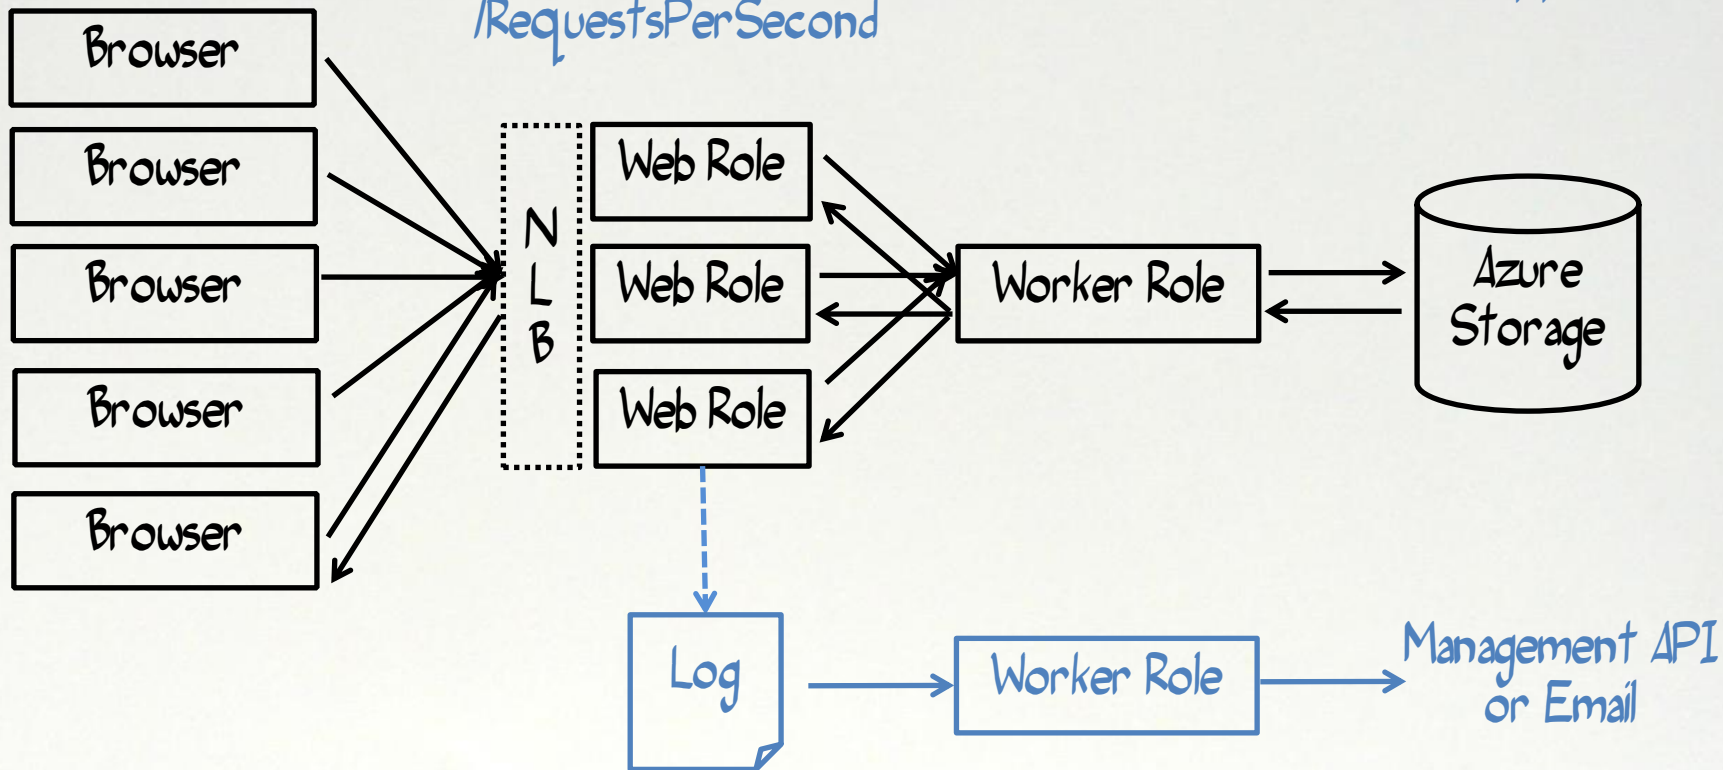 /RequestsPerSecond
Browser
Browser
Browser
Browser
Browser
N
L
B
Web Role
Web Role
Web Role
Worker Role
Azure
Storage
Log
Worker Role
Management API
or Email